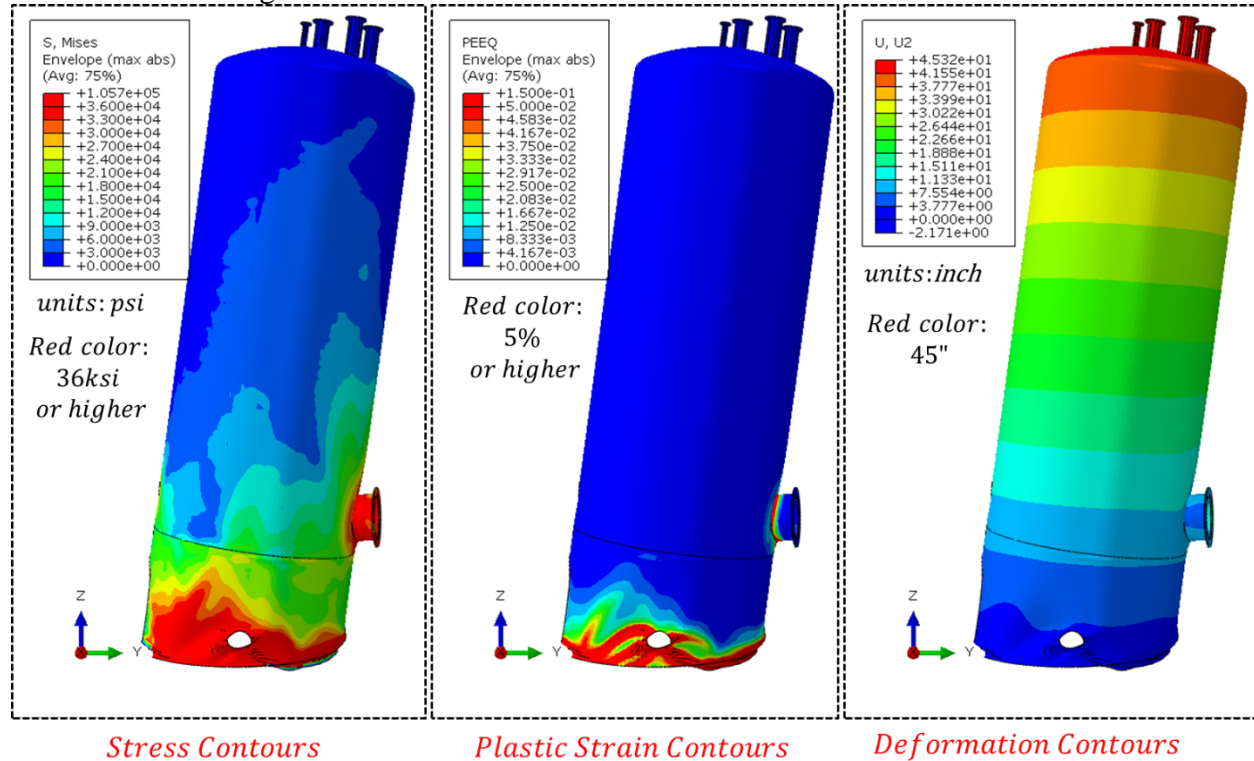 S, Mises
Envelope (max abs)
(Avg: 75%)
+1.057e+05
+3.600e+04
+3.300e+04
+3.000e+04
+2.700e+04
+2.400e+04
+2.100e+04
+1.800e+04
+1.500e+04
+1.200e+04
+9.000e+03
+6.000e+03
+3.000e+03
+0.000e+00
units: psi
Red color:
36ksi
or higher
Z
X
Y
Stress Contours
PEEQ
Envelope (max abs)
(Avg: 75%)
+1.500e-01
+5.000e-02
+4.583e-02
+4.167e-02
+3.750e-02
+3.333e-02
+2.917e-02
+2.500e-02
+2.083e-02
+1.667e-02
+1.250e-02
+8.333e-03
+4.167e-03
+0.000e+00
Red color:
5%
or higher
Z
X
Y
Plastic Strain Contours
U, U2
+4.532e+01
+4.155e+01
+3.777e+01
+3.399e+01
+3.022e+01
+2.644e+01
+2.266e+01
+1.888e+01
+1.511e+01
+1.133e+01
+7.554e+00
+3.777e+00
+0.000e+00
-2.171e+00
units: inch
Red color:
45"
Z
X
Y
Deformation Contours